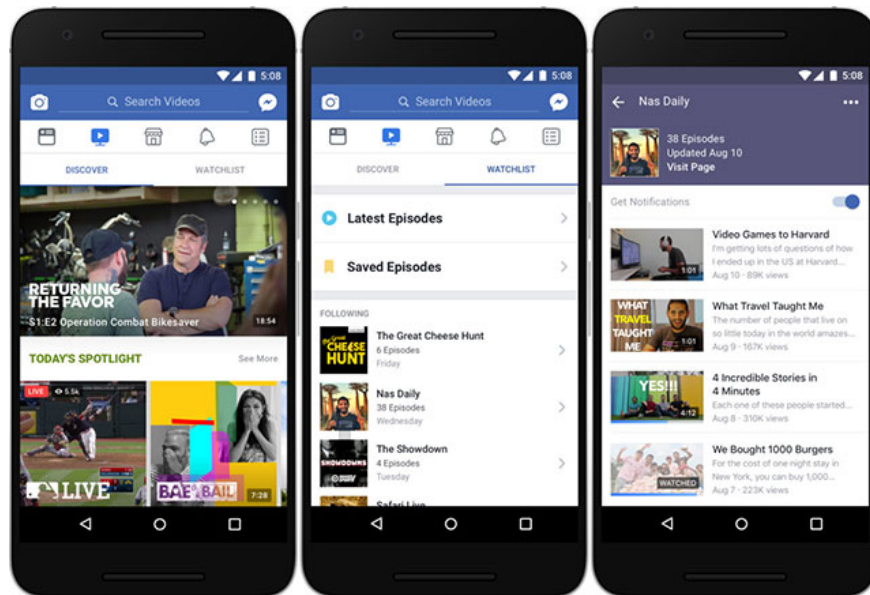 5:08
Search Videos
DISCOVER
WATCHLIST
RETURNING
THE FAVOR
S1:E2 Operation Combat Bikesaver
18:54
TODAY'S SPOTLIGHT
See More
LIVE
5.5k
LIVE
BAE & BAIL
7:28
5:08
Search Videos
DISCOVER
WATCHLIST
Latest Episodes
Saved Episodes
FOLLOWING
The Great Cheese Hunt
6 Episodes
Friday
CHEESE
HUNT
Nas Daily
38 Episodes
Wednesday
The Showdown
4 Episodes
Tuesday
SHOWDOWNS
Safari Live
5:08
Nas Daily
38 Episodes
Updated Aug 10
Visit Page
Get Notifications
Video Games to Harvard
I'm getting lots of questions of how
I ended up in the US at Harvard...
Aug 10 · 89K views
1:01
What Travel Taught Me
The number of people that live on
so little today in the world amazes...
Aug 9 · 167K views
WHAT
TRAVEL
TAUGHT
ME
1:01
4 Incredible Stories in
4 Minutes
Each one of these people started...
Aug 8 · 310K views
YES!!!
4:12
We Bought 1000 Burgers
For the cost of one night stay in
New York, you can buy 1,000...
Aug 7 · 223K views
WATCHED